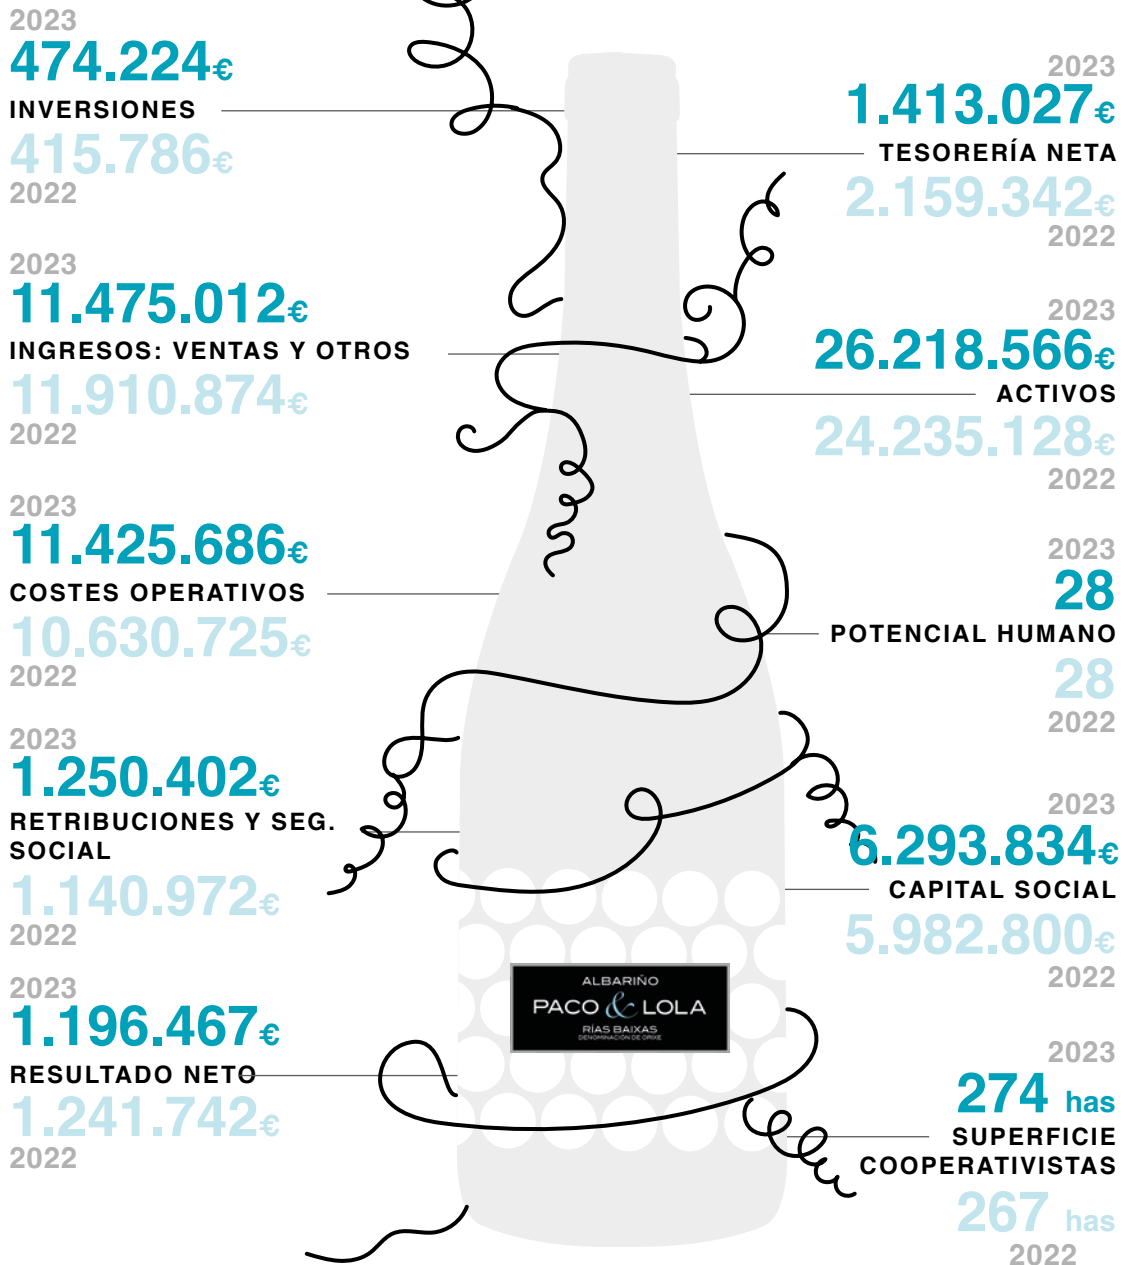 2023
474.224€
INVERSIONES
415.786€
2022
2023
11.475.012€
INGRESOS: VENTAS Y OTROS
11.910.874€
2022
2023
11.425.686€
COSTES OPERATIVOS
10.630.725€
2022
2023
1.250.402€
RETRIBUCIONES Y SEG.
SOCIAL
1.140.972€
2022
2023
1.196.467€
RESULTADO NETO
1.241.742€
2022
ALBARIÑO
PACO & LOLA
RÍAS BAIXAS
DENOMINACIÓN DE ORIXE
2023
1.413.027€
TESORERÍA NETA
2.159.342€
2022
2023
26.218.566€
ACTIVOS
24.235.128€
2022
2023
28
POTENCIAL HUMANO
28
2022
2023
6.293.834€
CAPITAL SOCIAL
5.982.800€
2022
2023
274 has
SUPERFICIE
COOPERATIVISTAS
267 has
2022